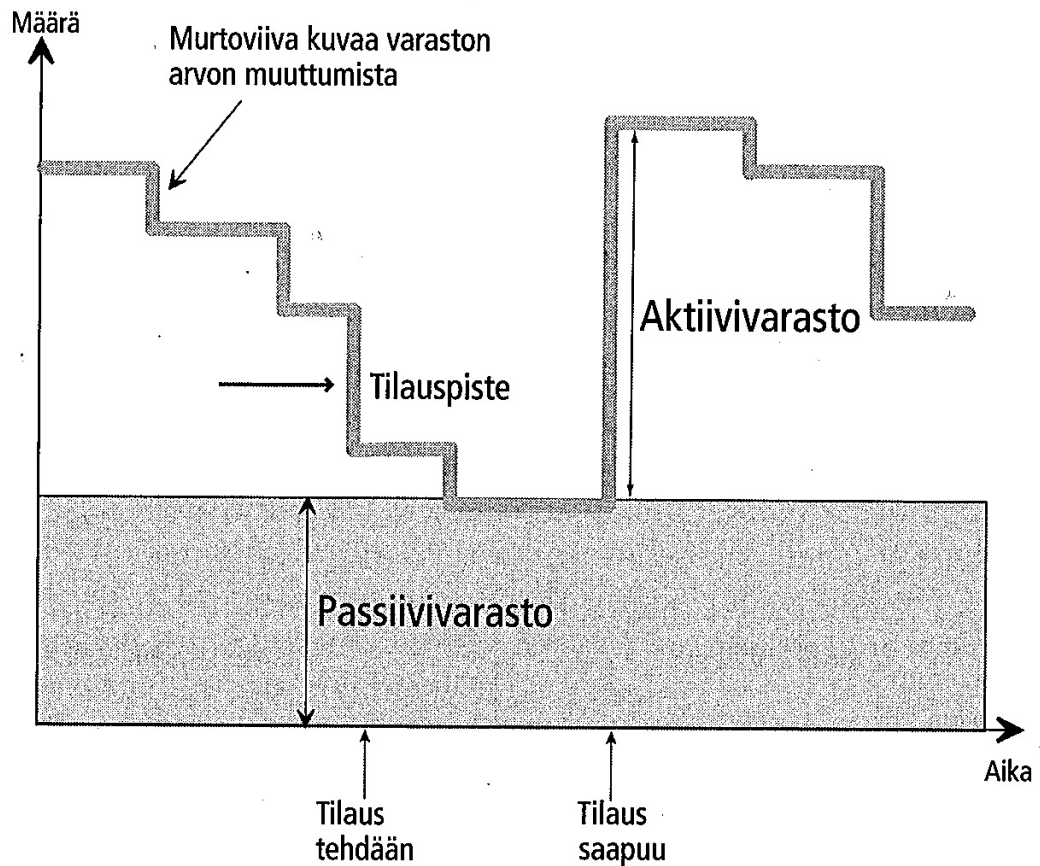 Määrä
Murtoviiva kuvaa varaston
arvon muuttumista
Aktiivivarasto
Tilauspiste
Passiivivarasto
Aika
Tilaus
tehdään
Tilaus
saapuu